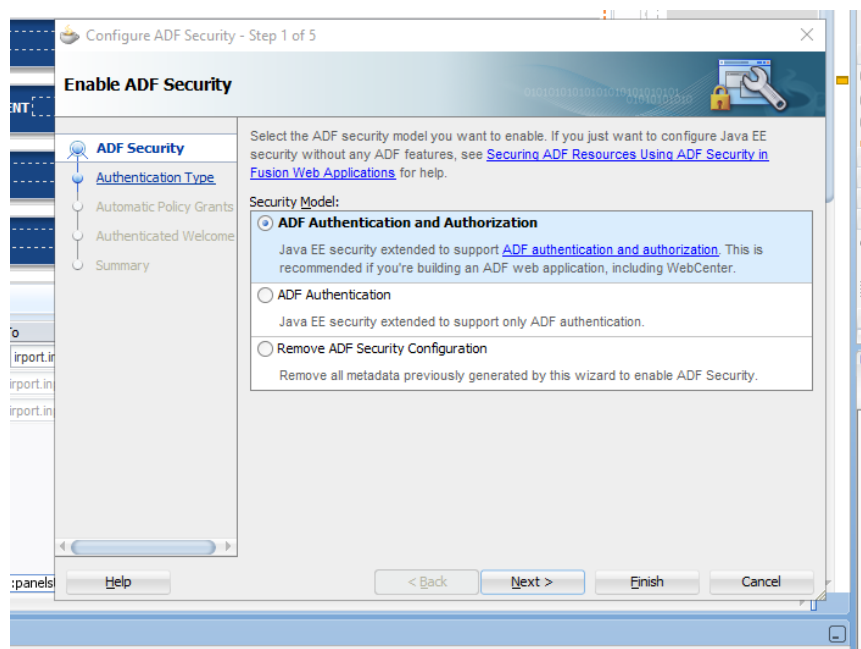 Configure ADF Security - Step 1 of 5
Enable ADF Security
ENT
ADF Security
Authentication Type
Automatic Policy Grants
Authenticated Welcome
Summary
Select the ADF security model you want to enable. If you just want to configure Java EE
security without any ADF features, see Securing ADF Resources Using ADF Security in
Fusion Web Applications for help.
Security Model:
ADF Authentication and Authorization
Java EE security extended to support ADF authentication and authorization. This is
recommended if you're building an ADF web application, including WebCenter.
ADF Authentication
Java EE security extended to support only ADF authentication.
Remove ADF Security Configuration
Remove all metadata previously generated by this wizard to enable ADF Security.
irport.in
irport.in
irport.in
:panels
Help
< Back
Next >
Finish
Cancel